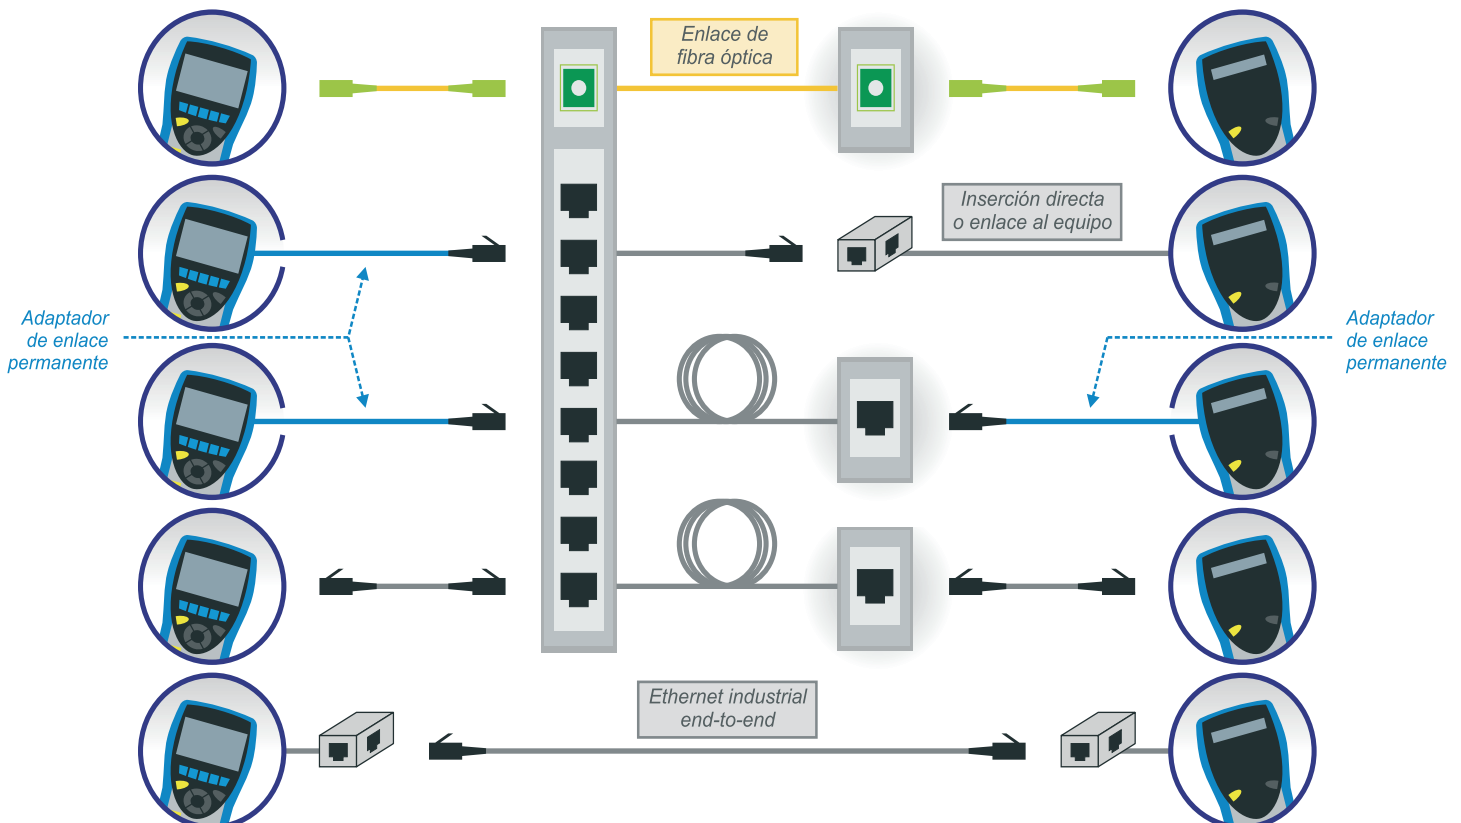 Enlace de
fibra óptica
Inserción directa
o enlace al equipo
Adaptador
de enlace
permanente
Adaptador
de enlace
permanente
Ethernet industrial
end-to-end